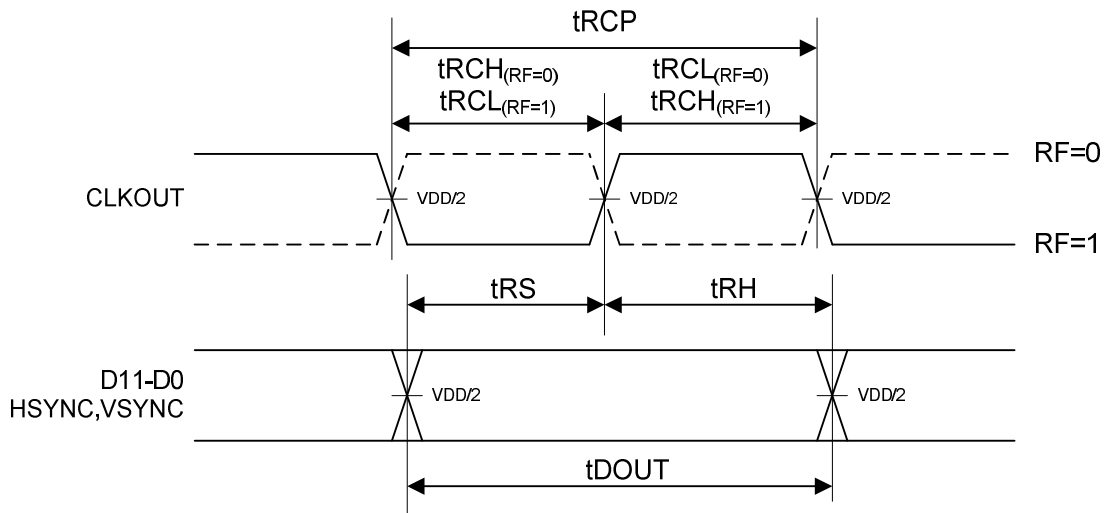 tRCP
tRCH(RF=0) tRCL(RF=0)
tRCL(RF=1) tRCH(RF=1)
RF=0
CLKOUT VDD/2 VDD/2 VDD/2
RF=1
tRS tRH
D11-D0
HSYNC,VSYNC VDD/2 VDD/2
tDOUT